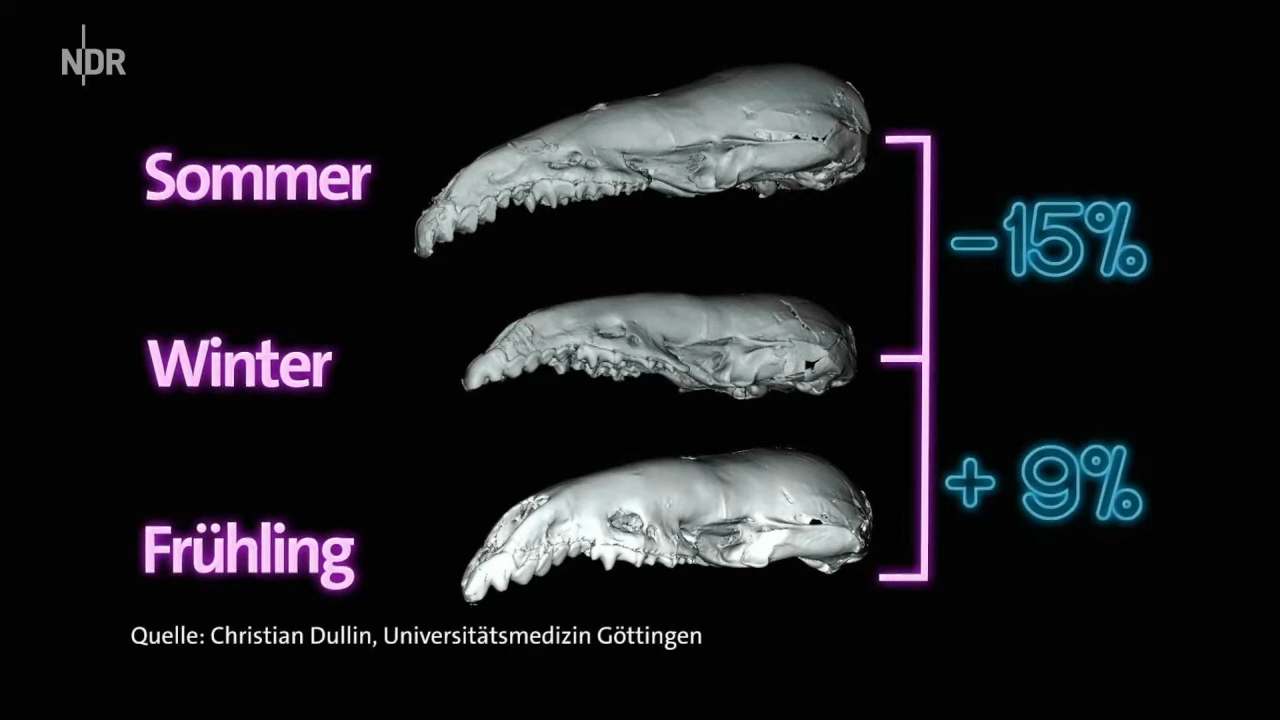 NDR
Sommer
-15%
Winter
+ 9%
Frühling
Quelle: Christian Dullin, Universitätsmedizin Göttingen